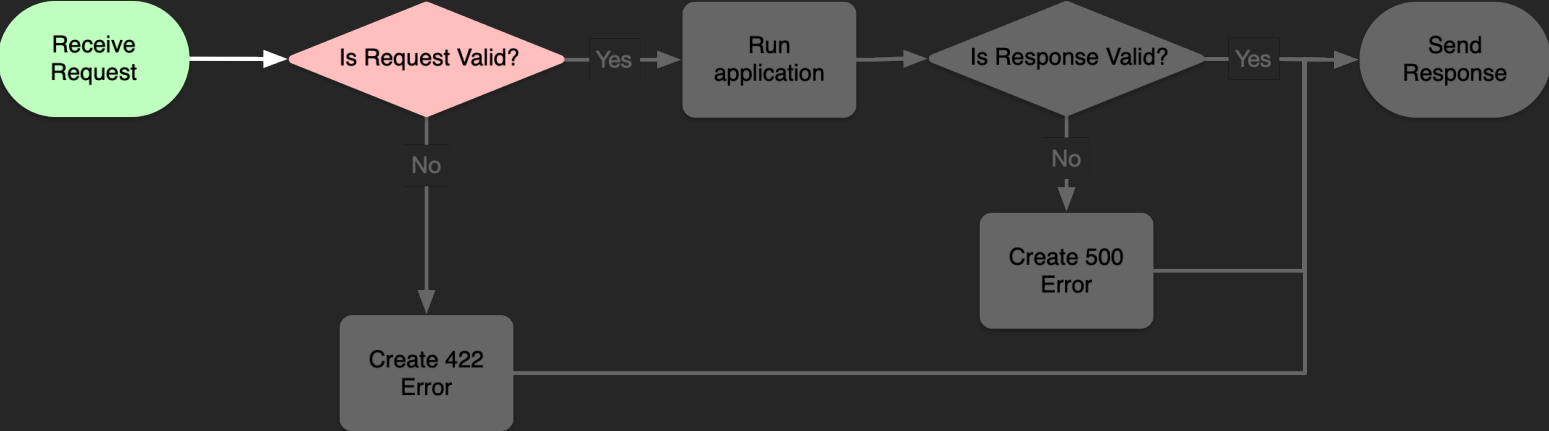 Receive
Request
Is Request Valid?
Yes
Run
application
Is Response Valid?
Yes
Send
Response
No
No
Create 500
Error
Create 422
Error